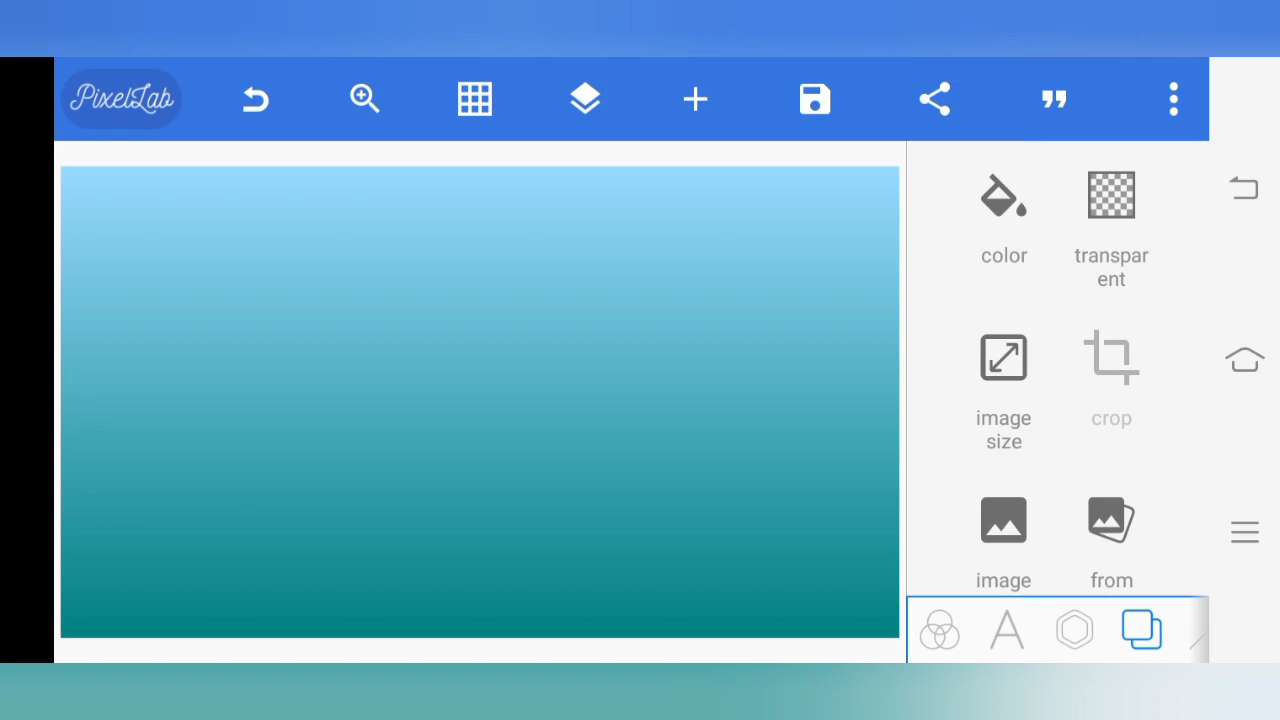 PixelLab
color
transpar
ent
image
size
crop
image
from